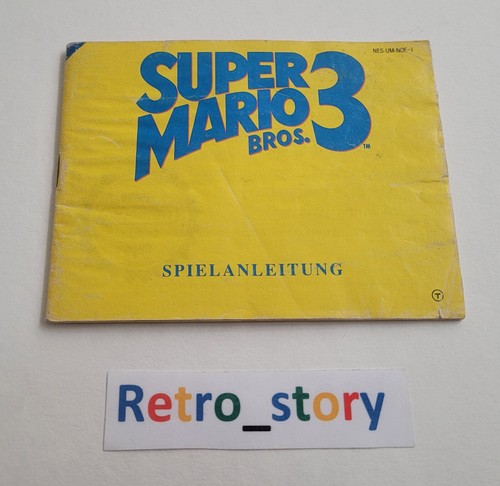 NES-UM-NOE-1
SUPER
MARIO 3
BROS. TM
SPIELANLEITUNG
T
Retro_story